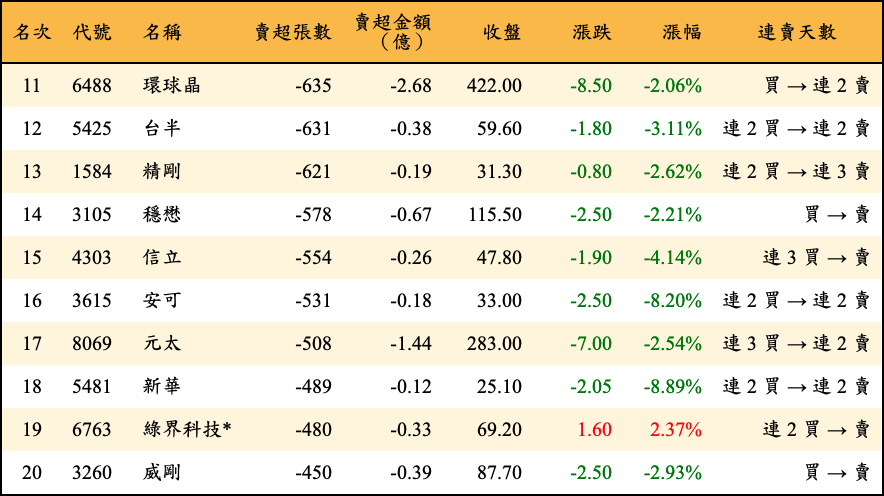 名次 代號 名稱 賣超張數 賣超金額（億） 收盤 漲跌 漲幅 連賣天數
11 6488 環球晶 -635 -2.68 422.00 -8.50 -2.06% 買 → 連 2 賣
12 5425 台半 -631 -0.38 59.60 -1.80 -3.11% 連 2 買 → 連 2 賣
13 1584 精剛 -621 -0.19 31.30 -0.80 -2.62% 連 2 買 → 連 3 賣
14 3105 穩懋 -578 -0.67 115.50 -2.50 -2.21% 買 → 賣
15 4303 信立 -554 -0.26 47.80 -1.90 -4.14% 連 3 買 → 賣
16 3615 安可 -531 -0.18 33.00 -2.50 -8.20% 連 2 買 → 連 2 賣
17 8069 元太 -508 -1.44 283.00 -7.00 -2.54% 連 3 買 → 連 2 賣
18 5481 新華 -489 -0.12 25.10 -2.05 -8.89% 連 2 買 → 連 2 賣
19 6763 綠界科技* -480 -0.33 69.20 1.60 2.37% 連 2 買 → 賣
20 3260 威剛 -450 -0.39 87.70 -2.50 -2.93% 買 → 賣